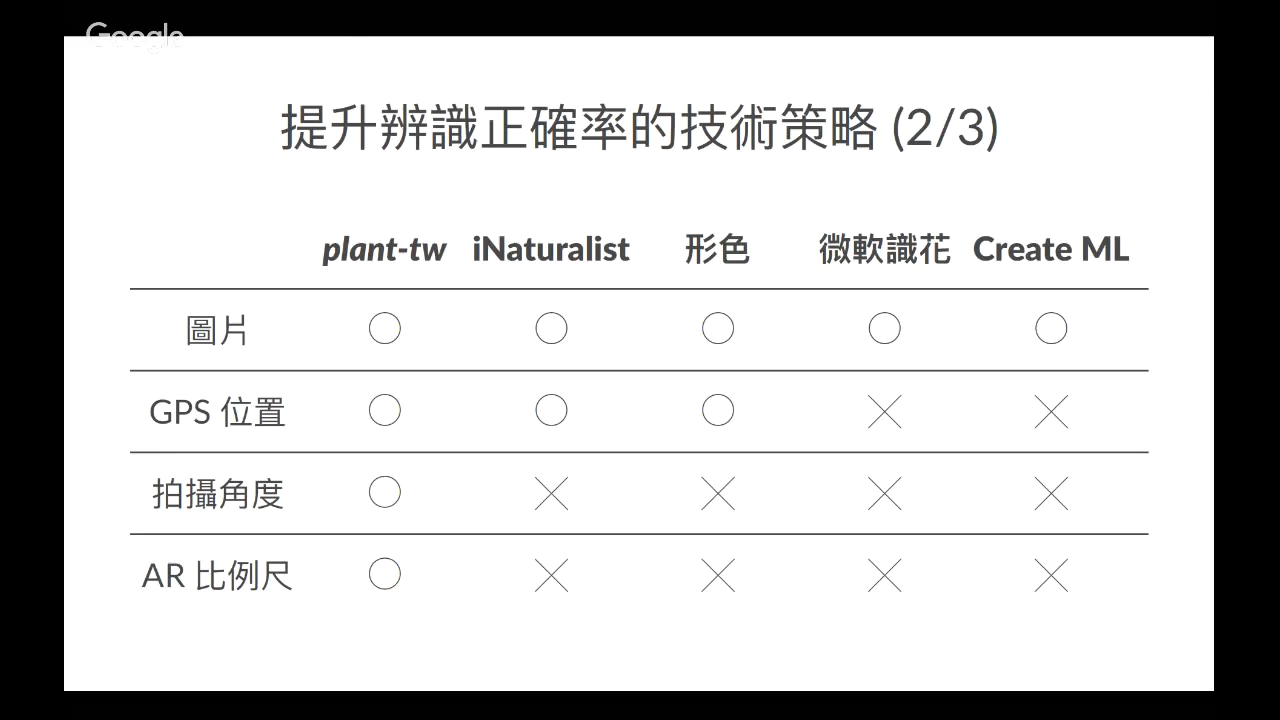 Google
提升辨識正確率的技術策略 (2/3)
plant-tw iNaturalist 形色 微軟識花 Create ML
圖片 ○ ○ ○ ○ ○
GPS 位置 ○ ○ ○ × ×
拍攝角度 ○ × × × ×
AR 比例尺 ○ × × × ×